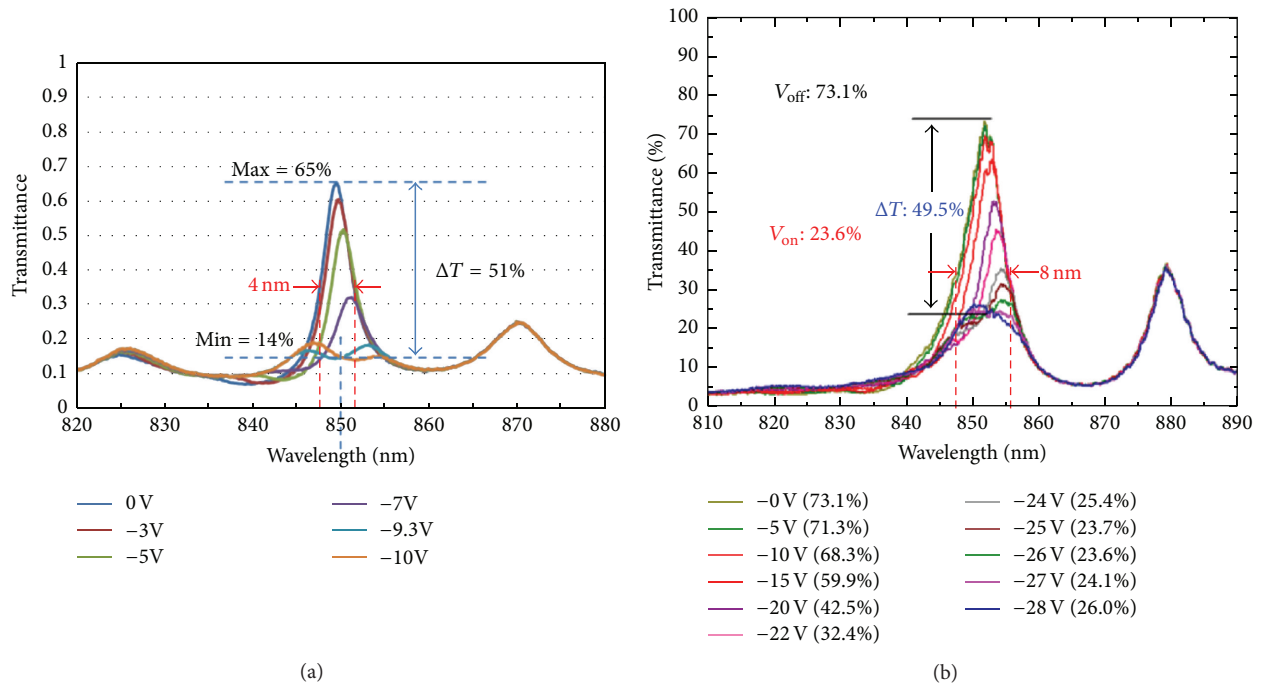 1
0.9
0.8
0.7
0.6
0.5
0.4
0.3
0.2
0.1
0
Transmittance
Max = 65%
4 nm
ΔT = 51%
Min = 14%
820 830 840 850 860 870 880
Wavelength (nm)
0 V
−3V
−5V
−7V
−9.3V
−10V
(a)
100
90
80
70
60
50
40
30
20
10
0
Transmittance (%)
Voff: 73.1%
ΔT: 49.5%
Von: 23.6%
8 nm
810 820 830 840 850 860 870 880 890
Wavelength (nm)
−0 V (73.1%)
−5 V (71.3%)
−10 V (68.3%)
−15 V (59.9%)
−20 V (42.5%)
−22 V (32.4%)
−24 V (25.4%)
−25 V (23.7%)
−26 V (23.6%)
−27 V (24.1%)
−28 V (26.0%)
(b)